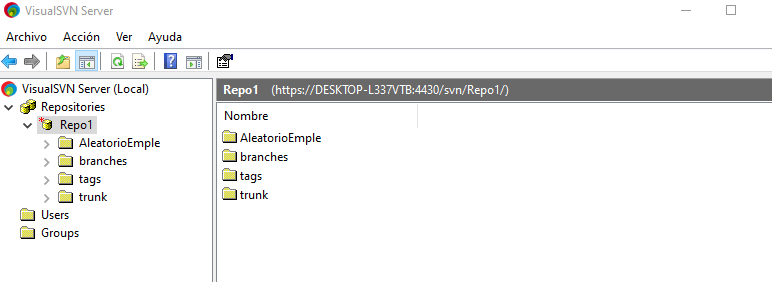 VisualSVN Server
Archivo Acción Ver Ayuda
VisualSVN Server (Local)
Repositories
Repo1
AleatorioEmple
branches
tags
trunk
Users
Groups
Repo1 (https://DESKTOP-L337VTB:4430/svn/Repo1/)
Nombre
AleatorioEmple
branches
tags
trunk